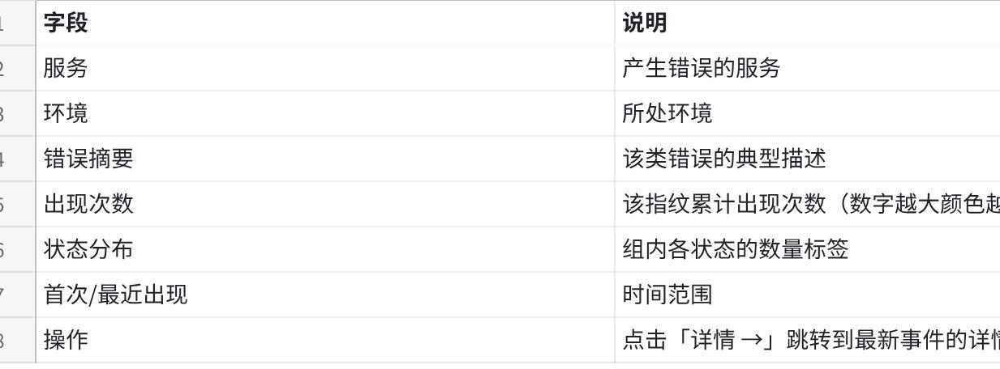 1 字段 说明
2 服务 产生错误的服务
3 环境 所处环境
4 错误摘要 该类错误的典型描述
5 出现次数 该指纹累计出现次数（数字越大颜色越
6 状态分布 组内各状态的数量标签
7 首次/最近出现 时间范围
8 操作 点击「详情 →」跳转到最新事件的详情